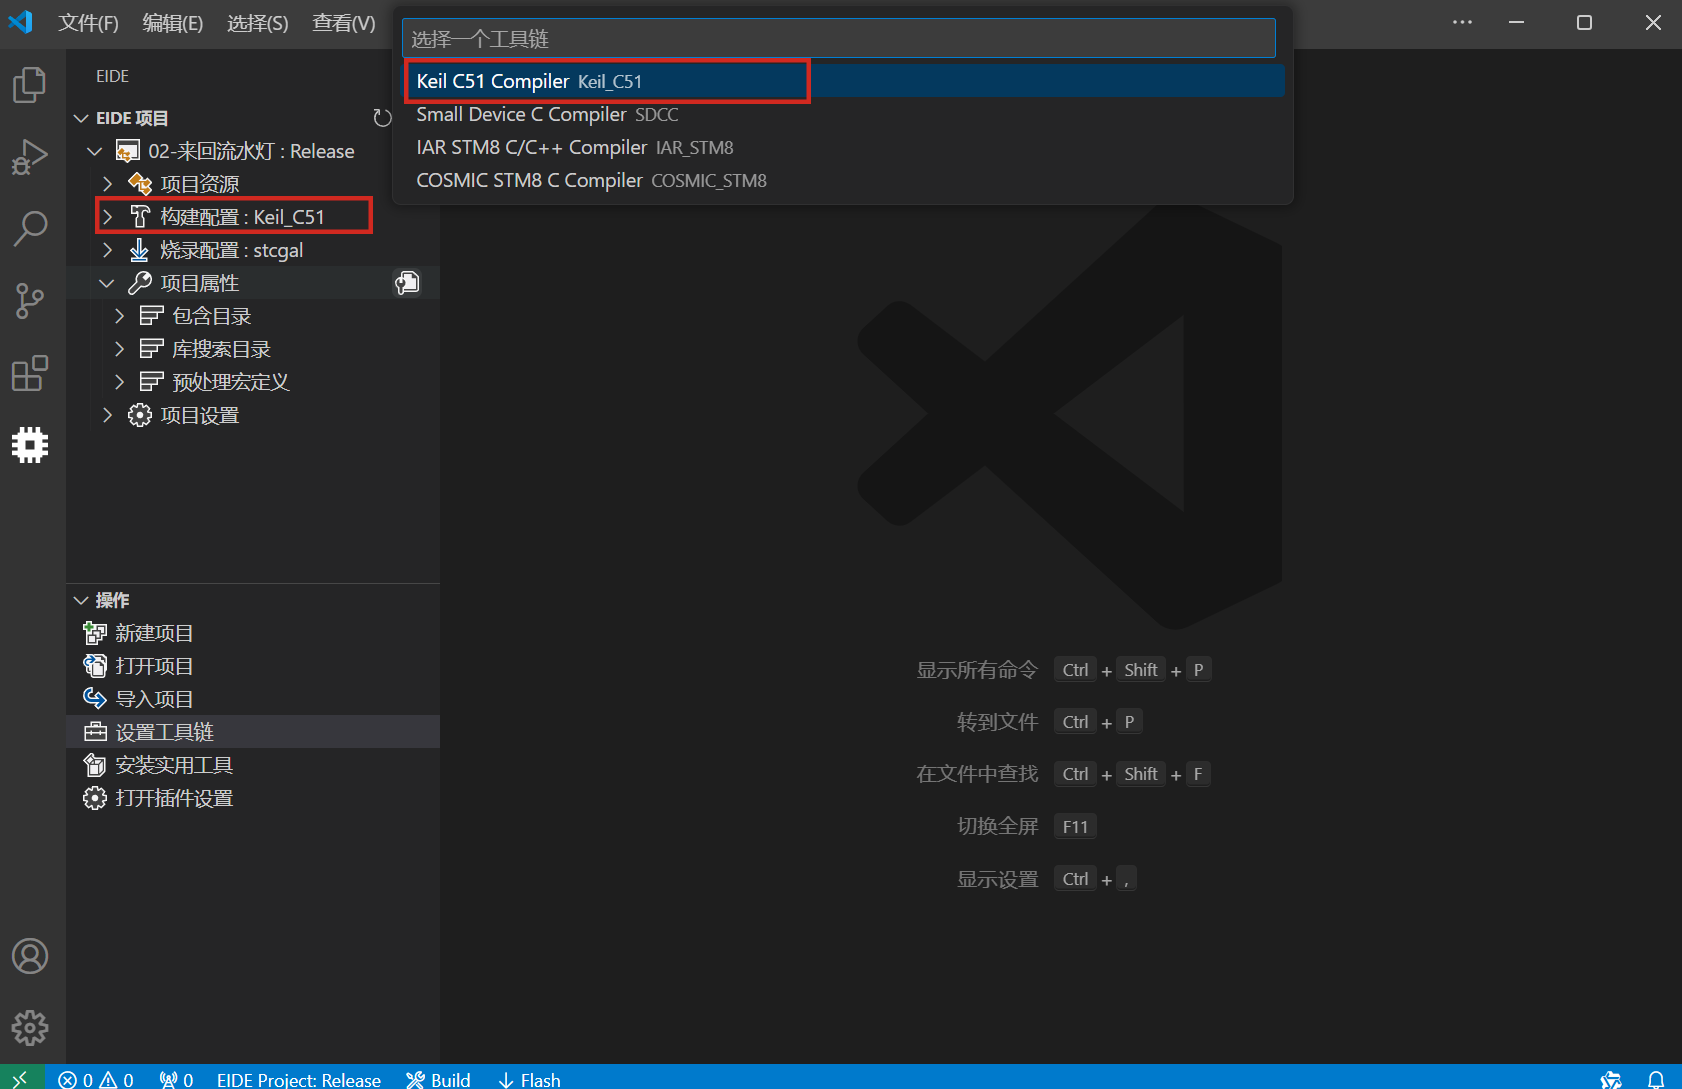 文件(F) 编辑(E) 选择(S) 查看(V)
选择一个工具链
Keil C51 Compiler Keil_C51
Small Device C Compiler SDCC
IAR STM8 C/C++ Compiler IAR_STM8
COSMIC STM8 C Compiler COSMIC_STM8
EIDE
EIDE 项目
02-来回流水灯 : Release
项目资源
构建配置 : Keil_C51
烧录配置 : stcgal
项目属性
包含目录
库搜索目录
预处理宏定义
项目设置
操作
新建项目
打开项目
导入项目
设置工具链
安装实用工具
打开插件设置
显示所有命令 Ctrl + Shift + P
转到文件 Ctrl + P
在文件中查找 Ctrl + Shift + F
切换全屏 F11
显示设置 Ctrl + ,
0 0 0 EIDE Project: Release Build Flash